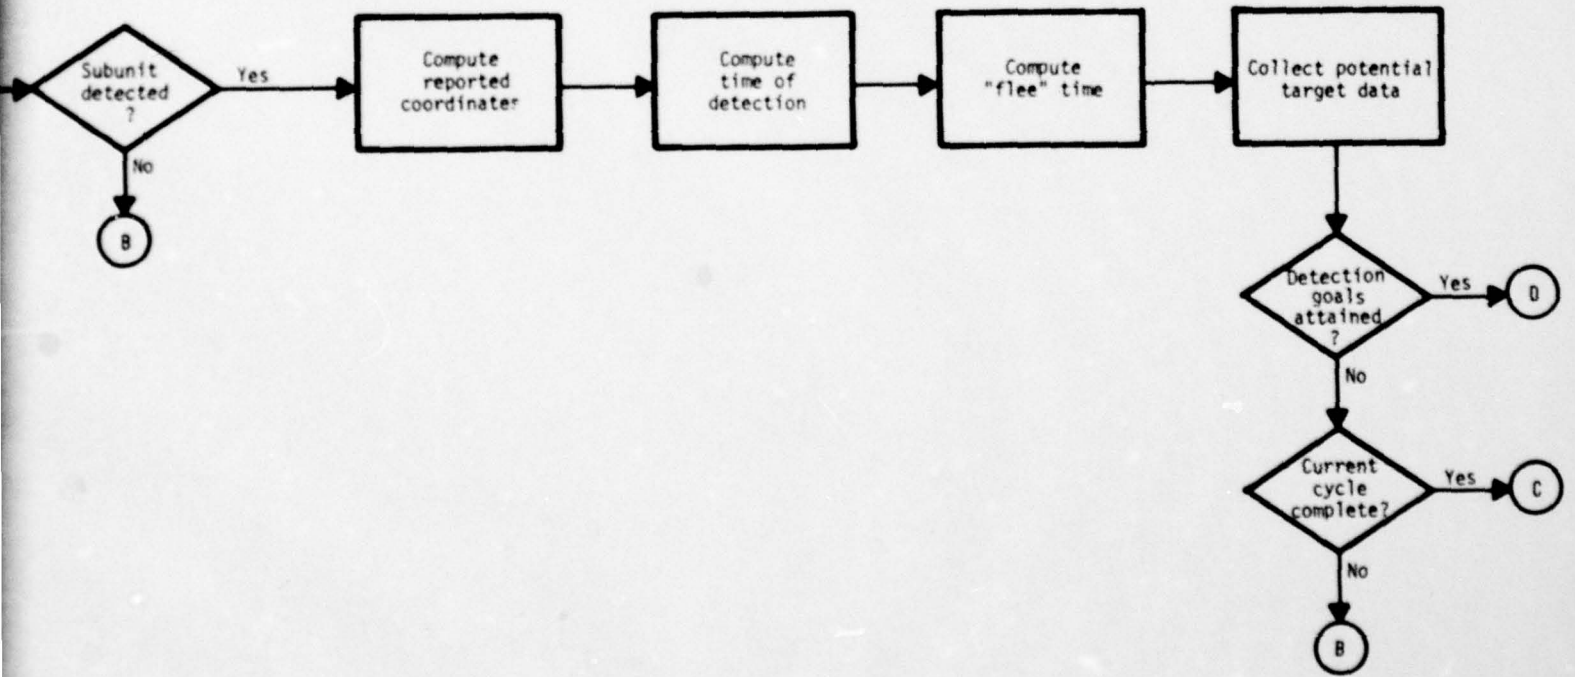 Subunit
detected
?
Yes
No
B
Compute
reported
coordinates
Compute
time of
detection
Compute
"flee" time
Collect potential
target data
Detection
goals
attained
?
Yes
D
No
Current
cycle
complete?
Yes
C
No
B